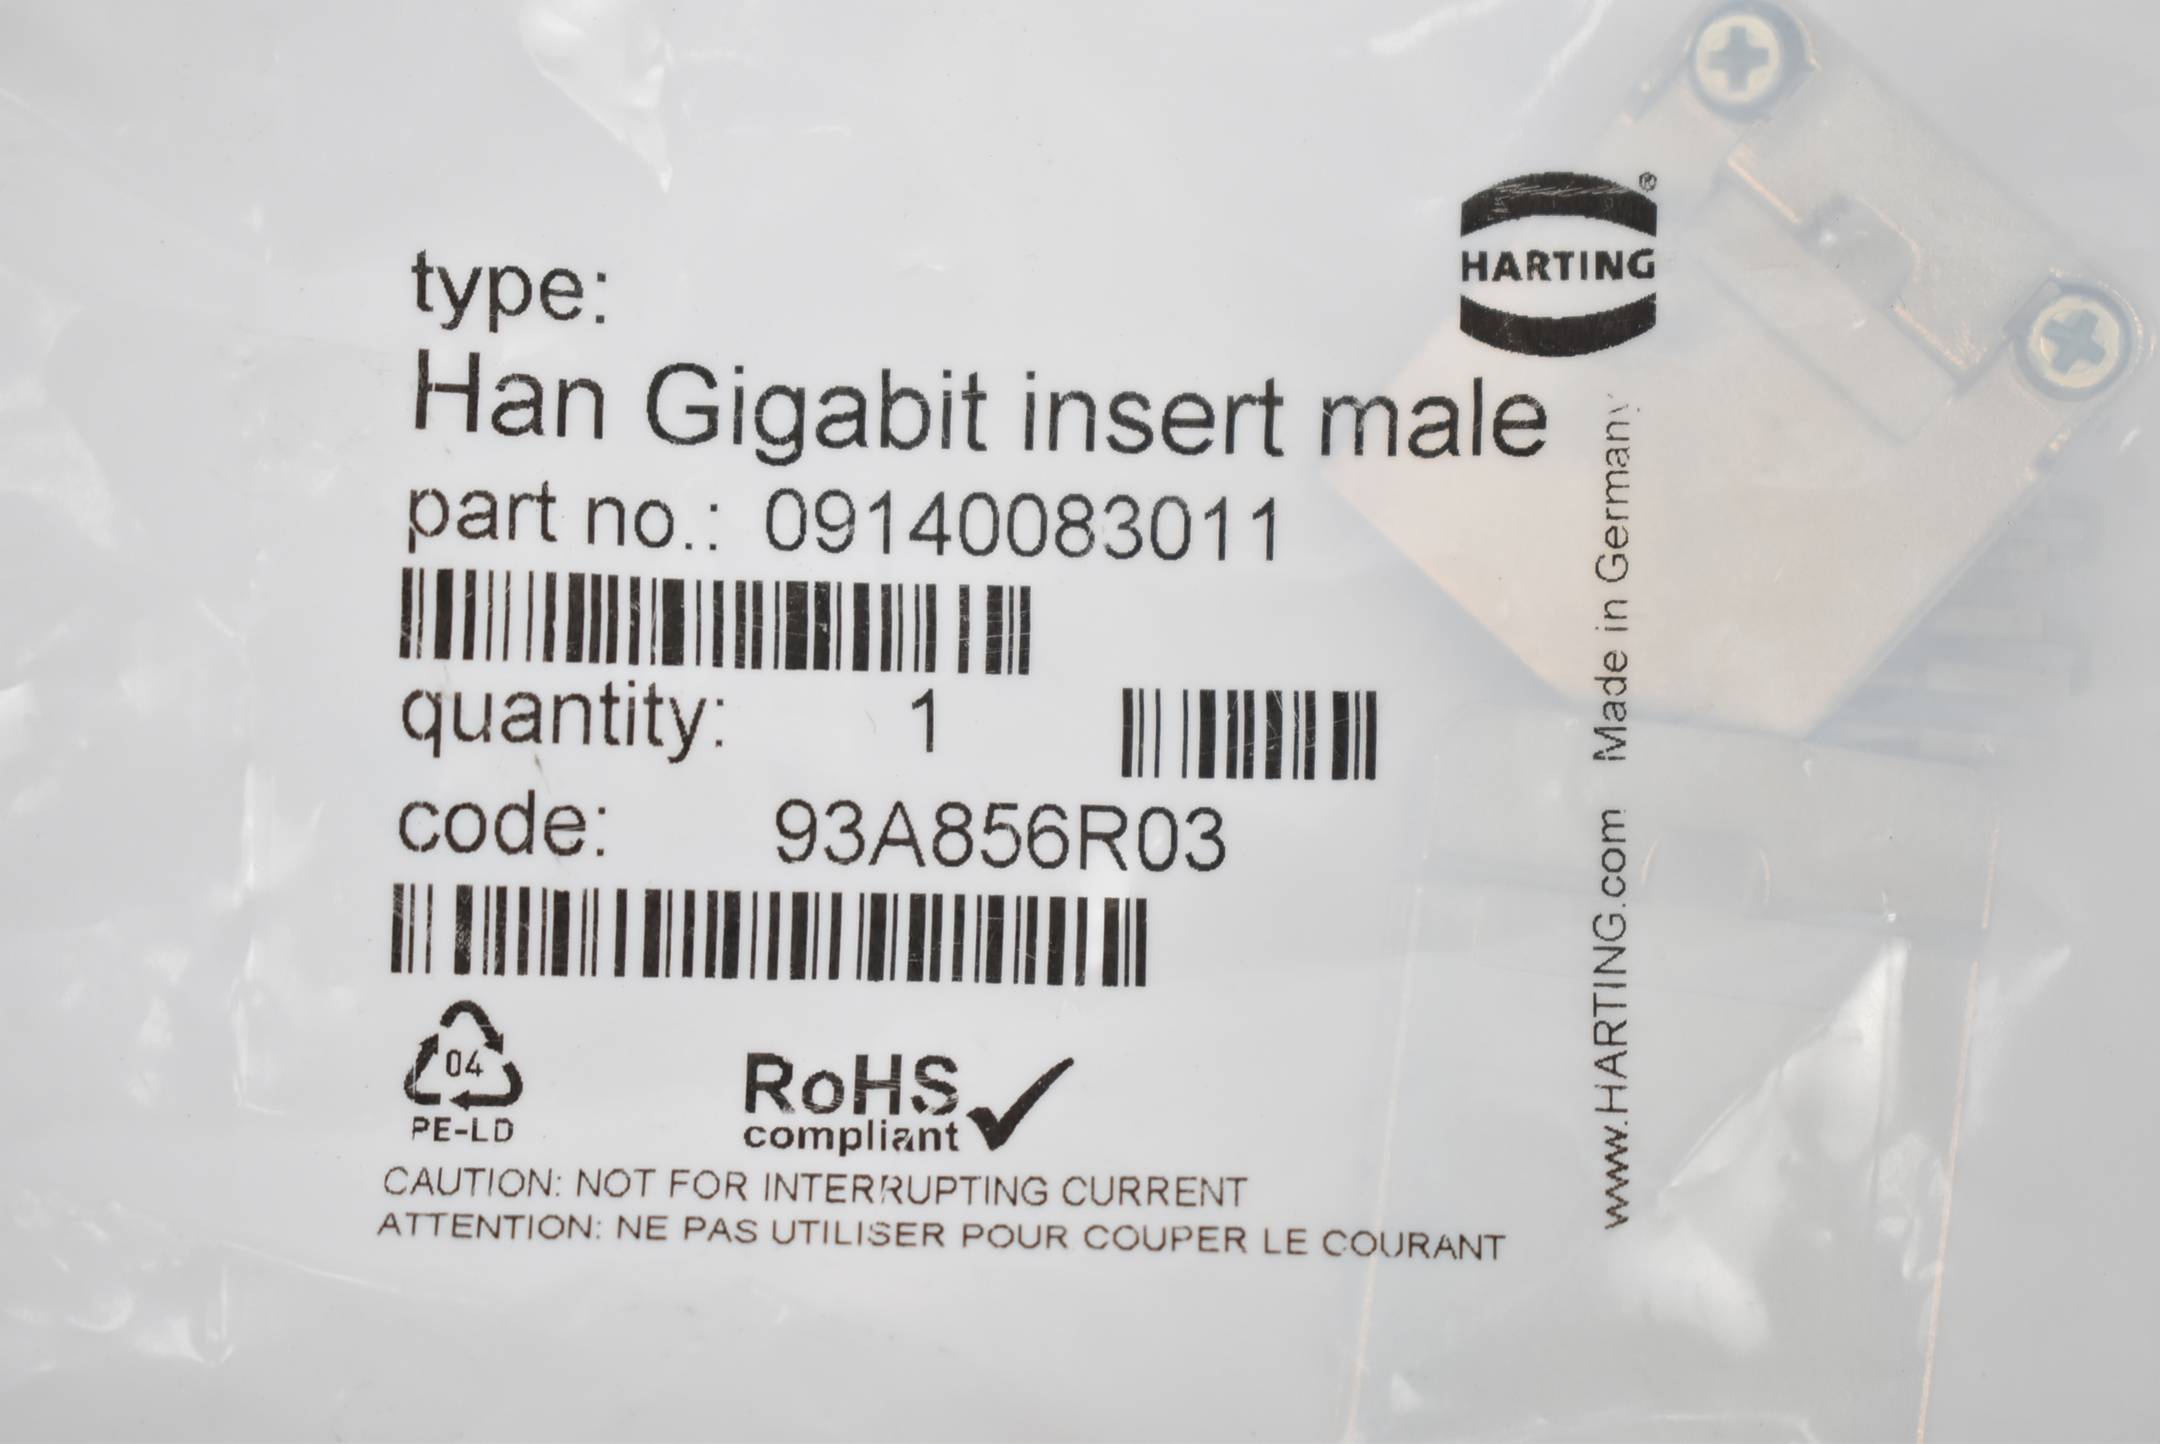 HARTING®
type:
Han Gigabit insert male
part no.: 09140083011
quantity: 1
code: 93A856R03
04
PE-LD
RoHS
compliant
CAUTION: NOT FOR INTERRUPTING CURRENT
ATTENTION: NE PAS UTILISER POUR COUPER LE COURANT
www.HARTING.com Made in Germany